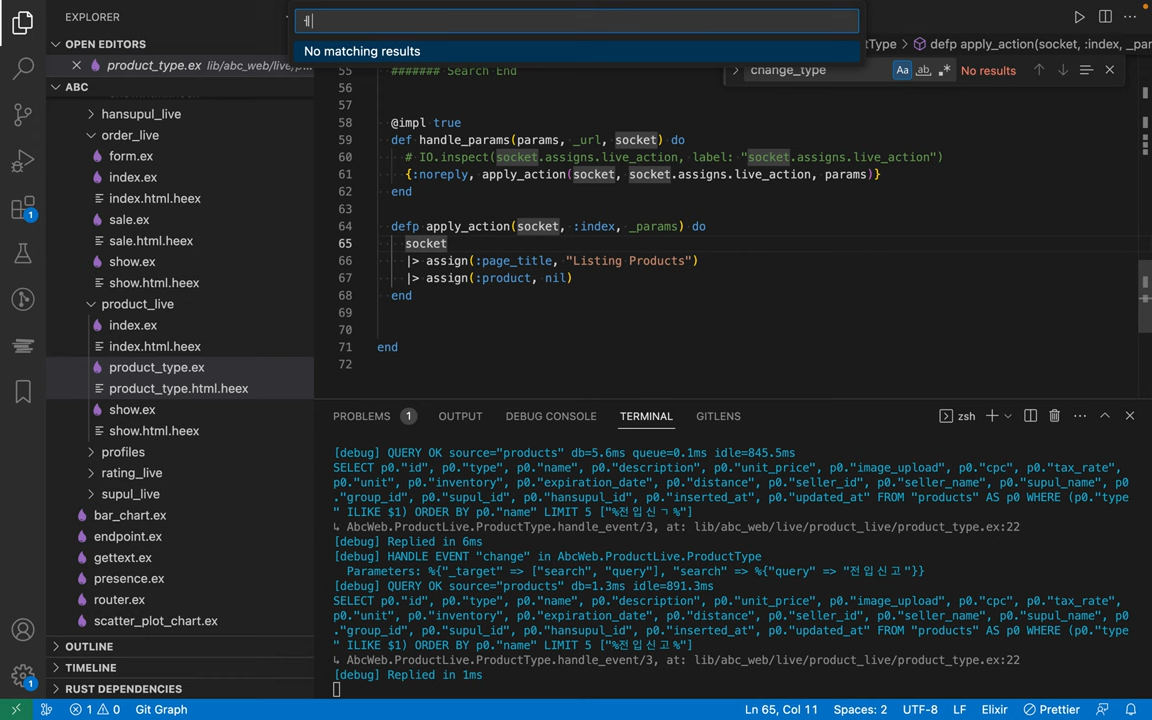 EXPLORER
ㅔ
No matching results
OPEN EDITORS
product_type.ex lib/abc_web/live/p...
tType > defp apply_action(socket, :index, _par
change_type
Aa
ab
.*
No results
ABC
hansupul_live
order_live
form.ex
index.ex
index.html.heex
sale.ex
sale.html.heex
show.ex
show.html.heex
product_live
index.ex
index.html.heex
product_type.ex
product_type.html.heex
show.ex
show.html.heex
profiles
rating_live
supul_live
bar_chart.ex
endpoint.ex
gettext.ex
presence.ex
router.ex
scatter_plot_chart.ex
OUTLINE
TIMELINE
RUST DEPENDENCIES
55 ####### Search End
56
57
58 @impl true
59 def handle_params(params, _url, socket) do
60 # IO.inspect(socket.assigns.live_action, label: "socket.assigns.live_action")
61 {:noreply, apply_action(socket, socket.assigns.live_action, params)}
62 end
63
64 defp apply_action(socket, :index, _params) do
65 socket
66 |> assign(:page_title, "Listing Products")
67 |> assign(:product, nil)
68 end
69
70
71 end
72
PROBLEMS 1 OUTPUT DEBUG CONSOLE TERMINAL GITLENS zsh
[debug] QUERY OK source="products" db=5.6ms queue=0.1ms idle=845.5ms
SELECT p0."id", p0."type", p0."name", p0."description", p0."unit_price", p0."image_upload", p0."cpc", p0."tax_rate",
p0."unit", p0."inventory", p0."expiration_date", p0."distance", p0."seller_id", p0."seller_name", p0."supul_name", p0
."group_id", p0."supul_id", p0."hansupul_id", p0."inserted_at", p0."updated_at" FROM "products" AS p0 WHERE (p0."type
" ILIKE $1) ORDER BY p0."name" LIMIT 5 ["%전입신ㄱ%"]
↳ AbcWeb.ProductLive.ProductType.handle_event/3, at: lib/abc_web/live/product_live/product_type.ex:22
[debug] Replied in 6ms
[debug] HANDLE EVENT "change" in AbcWeb.ProductLive.ProductType
Parameters: %{"_target" => ["search", "query"], "search" => %{"query" => "전입신고"}}
[debug] QUERY OK source="products" db=1.3ms idle=891.3ms
SELECT p0."id", p0."type", p0."name", p0."description", p0."unit_price", p0."image_upload", p0."cpc", p0."tax_rate",
p0."unit", p0."inventory", p0."expiration_date", p0."distance", p0."seller_id", p0."seller_name", p0."supul_name", p0
."group_id", p0."supul_id", p0."hansupul_id", p0."inserted_at", p0."updated_at" FROM "products" AS p0 WHERE (p0."type
" ILIKE $1) ORDER BY p0."name" LIMIT 5 ["%전입신고%"]
↳ AbcWeb.ProductLive.ProductType.handle_event/3, at: lib/abc_web/live/product_live/product_type.ex:22
[debug] Replied in 1ms
1 0 Git Graph Ln 65, Col 11 Spaces: 2 UTF-8 LF Elixir Prettier
1
1